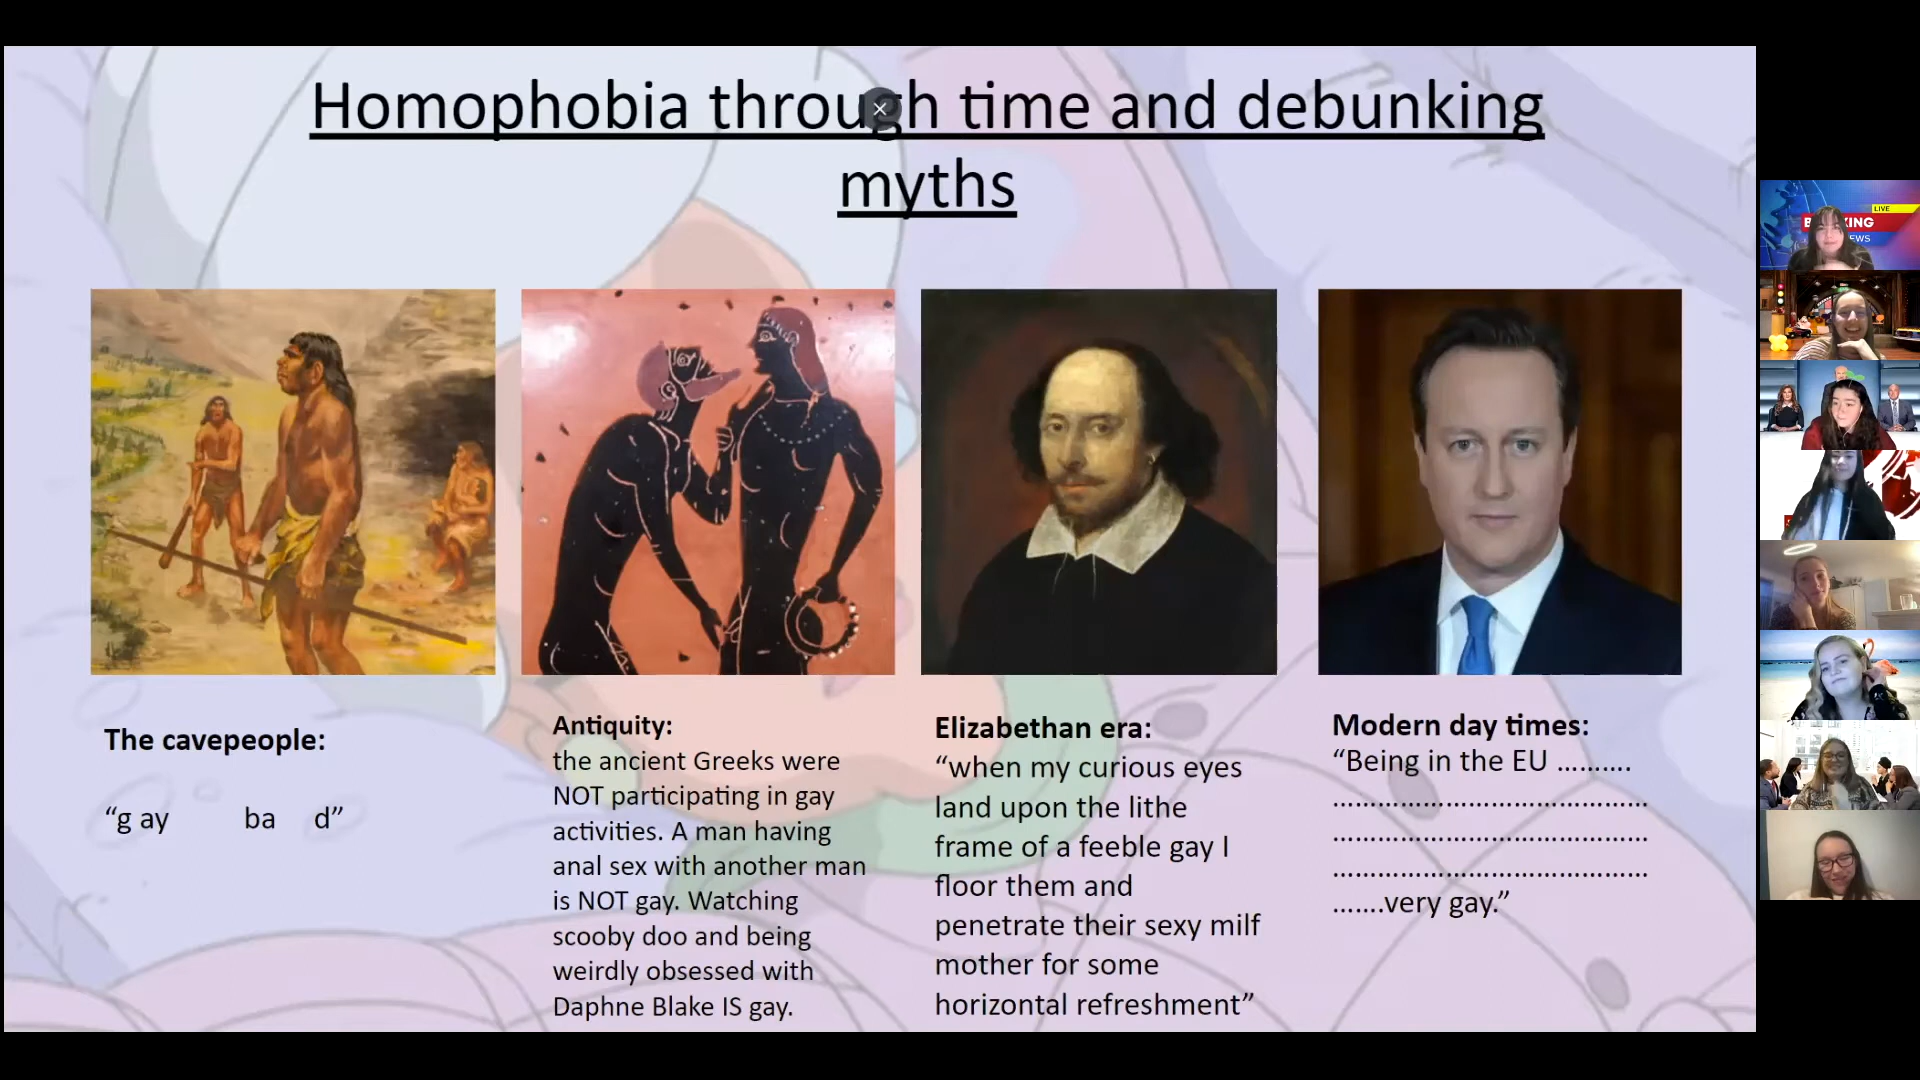 Homophobia through time and debunking
myths
The cavepeople:
“g ay ba d”
Antiquity:
the ancient Greeks were
NOT participating in gay
activities. A man having
anal sex with another man
is NOT gay. Watching
scooby doo and being
weirdly obsessed with
Daphne Blake IS gay.
Elizabethan era:
“when my curious eyes
land upon the lithe
frame of a feeble gay I
floor them and
penetrate their sexy milf
mother for some
horizontal refreshment”
Modern day times:
“Being in the EU ……….
……………………………………
……………………………………
……………………………………
…….very gay.”
LIVE